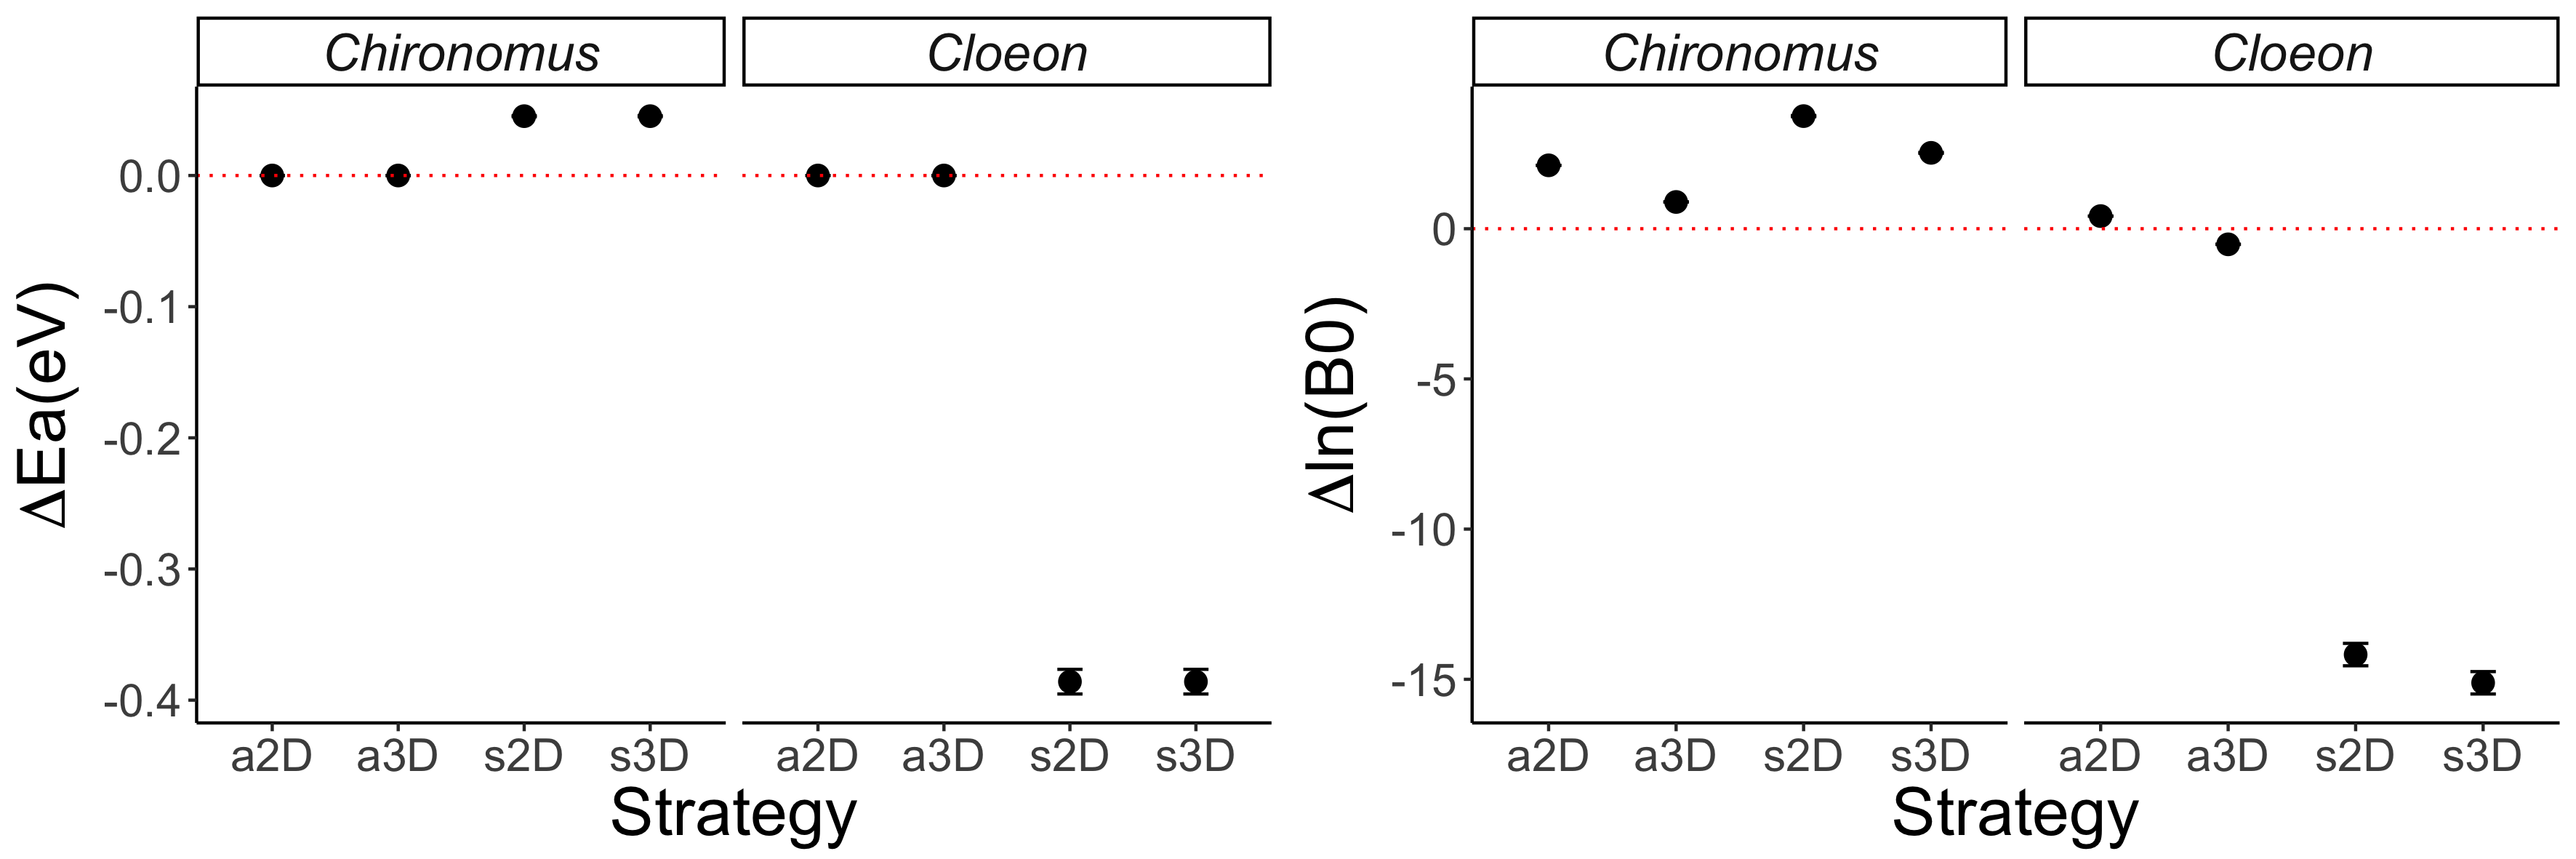 Chironomus
Cloeon
ΔEa(eV)
0.0
-0.1
-0.2
-0.3
-0.4
a2D a3D s2D s3D
a2D a3D s2D s3D
Strategy
Chironomus
Cloeon
Δln(B0)
0
-5
-10
-15
a2D a3D s2D s3D
a2D a3D s2D s3D
Strategy